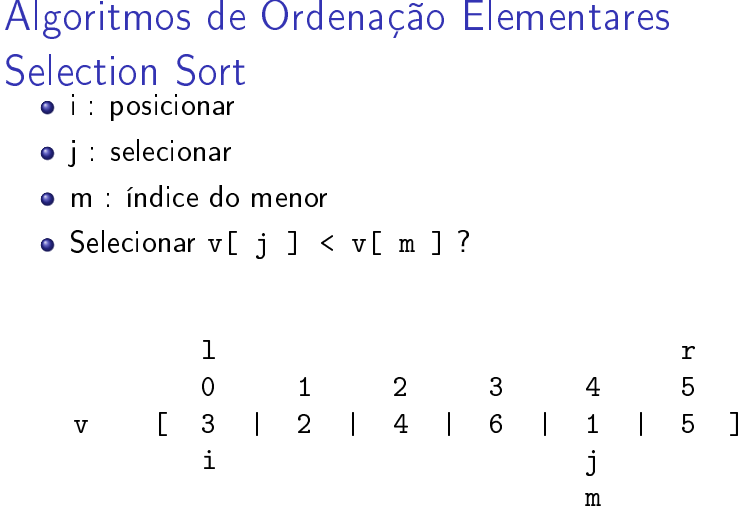 Algoritmos de Ordenação Elementares
Selection Sort
i : posicionar
j : selecionar
m : índice do menor
Selecionar v[ j ] < v[ m ] ?
l r
0 1 2 3 4 5
v [ 3 | 2 | 4 | 6 | 1 | 5 ]
i j
m